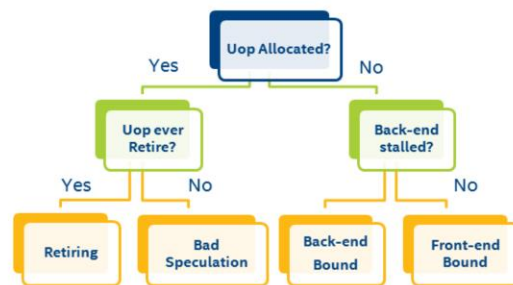 Uop Allocated?
Yes
No
Uop ever
Retire?
Back-end
stalled?
Yes
No
No
Retiring
Bad
Speculation
Back-end
Bound
Front-end
Bound